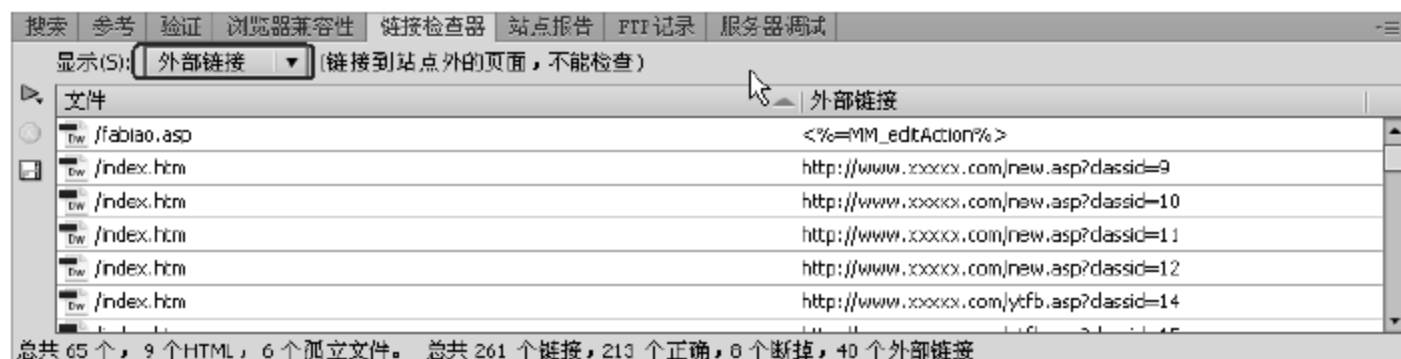 搜索 参考 验证 浏览器兼容性 链接检查器 站点报告 FTP记录 服务器调试
显示(S): 外部链接 (链接到站点外的页面，不能检查)
文件 外部链接
/fabiao.asp <%=MM_editAction%>
/index.htm http://www.xxxxx.com/new.asp?classid=9
/index.htm http://www.xxxxx.com/new.asp?classid=10
/index.htm http://www.xxxxx.com/new.asp?classid=11
/index.htm http://www.xxxxx.com/new.asp?classid=12
/index.htm http://www.xxxxx.com/ytfb.asp?classid=14
总共 65 个，9 个HTML，6 个孤立文件。 总共 261 个链接，213 个正确，8 个断掉，40 个外部链接